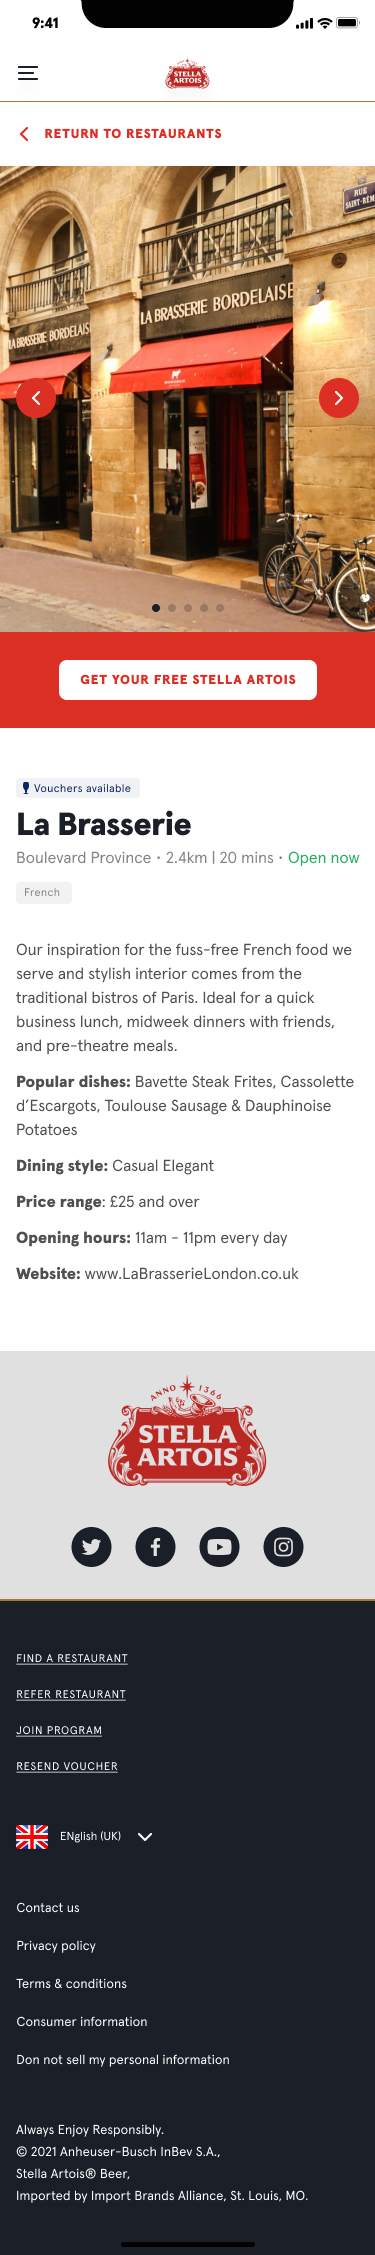 9:41
STELLA
ARTOIS
RETURN TO RESTAURANTS
RUE
SAINT-RÉM
LA BRASSERIE BORDELAISE
LA BRASSERIE BORDELAISE
GET YOUR FREE STELLA ARTOIS
Vouchers available
La Brasserie
Boulevard Province • 2.4km | 20 mins • Open now
French
Our inspiration for the fuss-free French food we
serve and stylish interior comes from the
traditional bistros of Paris. Ideal for a quick
business lunch, midweek dinners with friends,
and pre-theatre meals.
Popular dishes: Bavette Steak Frites, Cassolette
d’Escargots, Toulouse Sausage & Dauphinoise
Potatoes
Dining style: Casual Elegant
Price range: £25 and over
Opening hours: 11am - 11pm every day
Website: www.LaBrasserieLondon.co.uk
ANNO 1366
STELLA
ARTOIS
FIND A RESTAURANT
REFER RESTAURANT
JOIN PROGRAM
RESEND VOUCHER
ENglish (UK)
Contact us
Privacy policy
Terms & conditions
Consumer information
Don not sell my personal information
Always Enjoy Responsibly.
© 2021 Anheuser-Busch InBev S.A.,
Stella Artois® Beer,
Imported by Import Brands Alliance, St. Louis, MO.